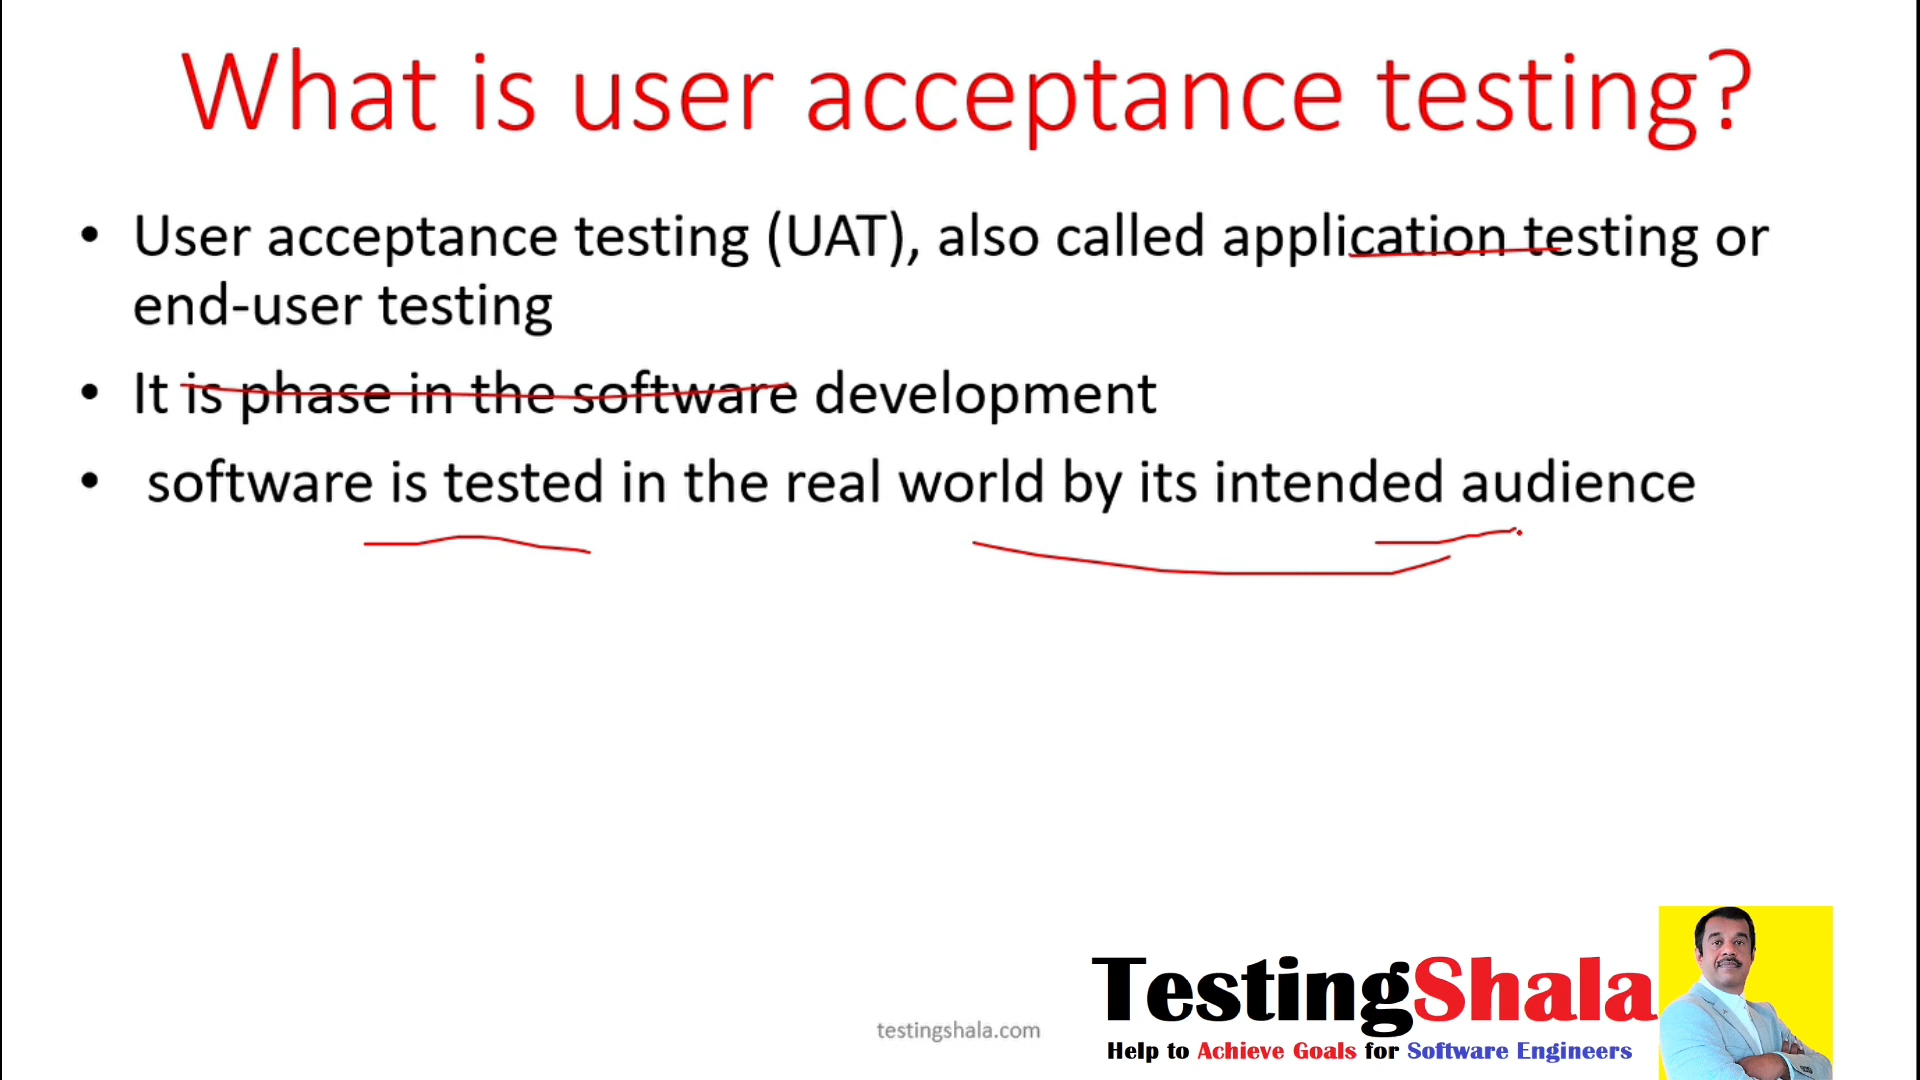 What is user acceptance testing?
• User acceptance testing (UAT), also called application testing or
end-user testing
• It is phase in the software development
• software is tested in the real world by its intended audience
testingshala.com
TestingShala
Help to Achieve Goals for Software Engineers